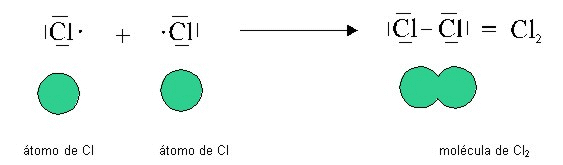 |Cl· + ·Cl| |Cl–Cl| = Cl₂
átomo de Cl átomo de Cl molécula de Cl₂